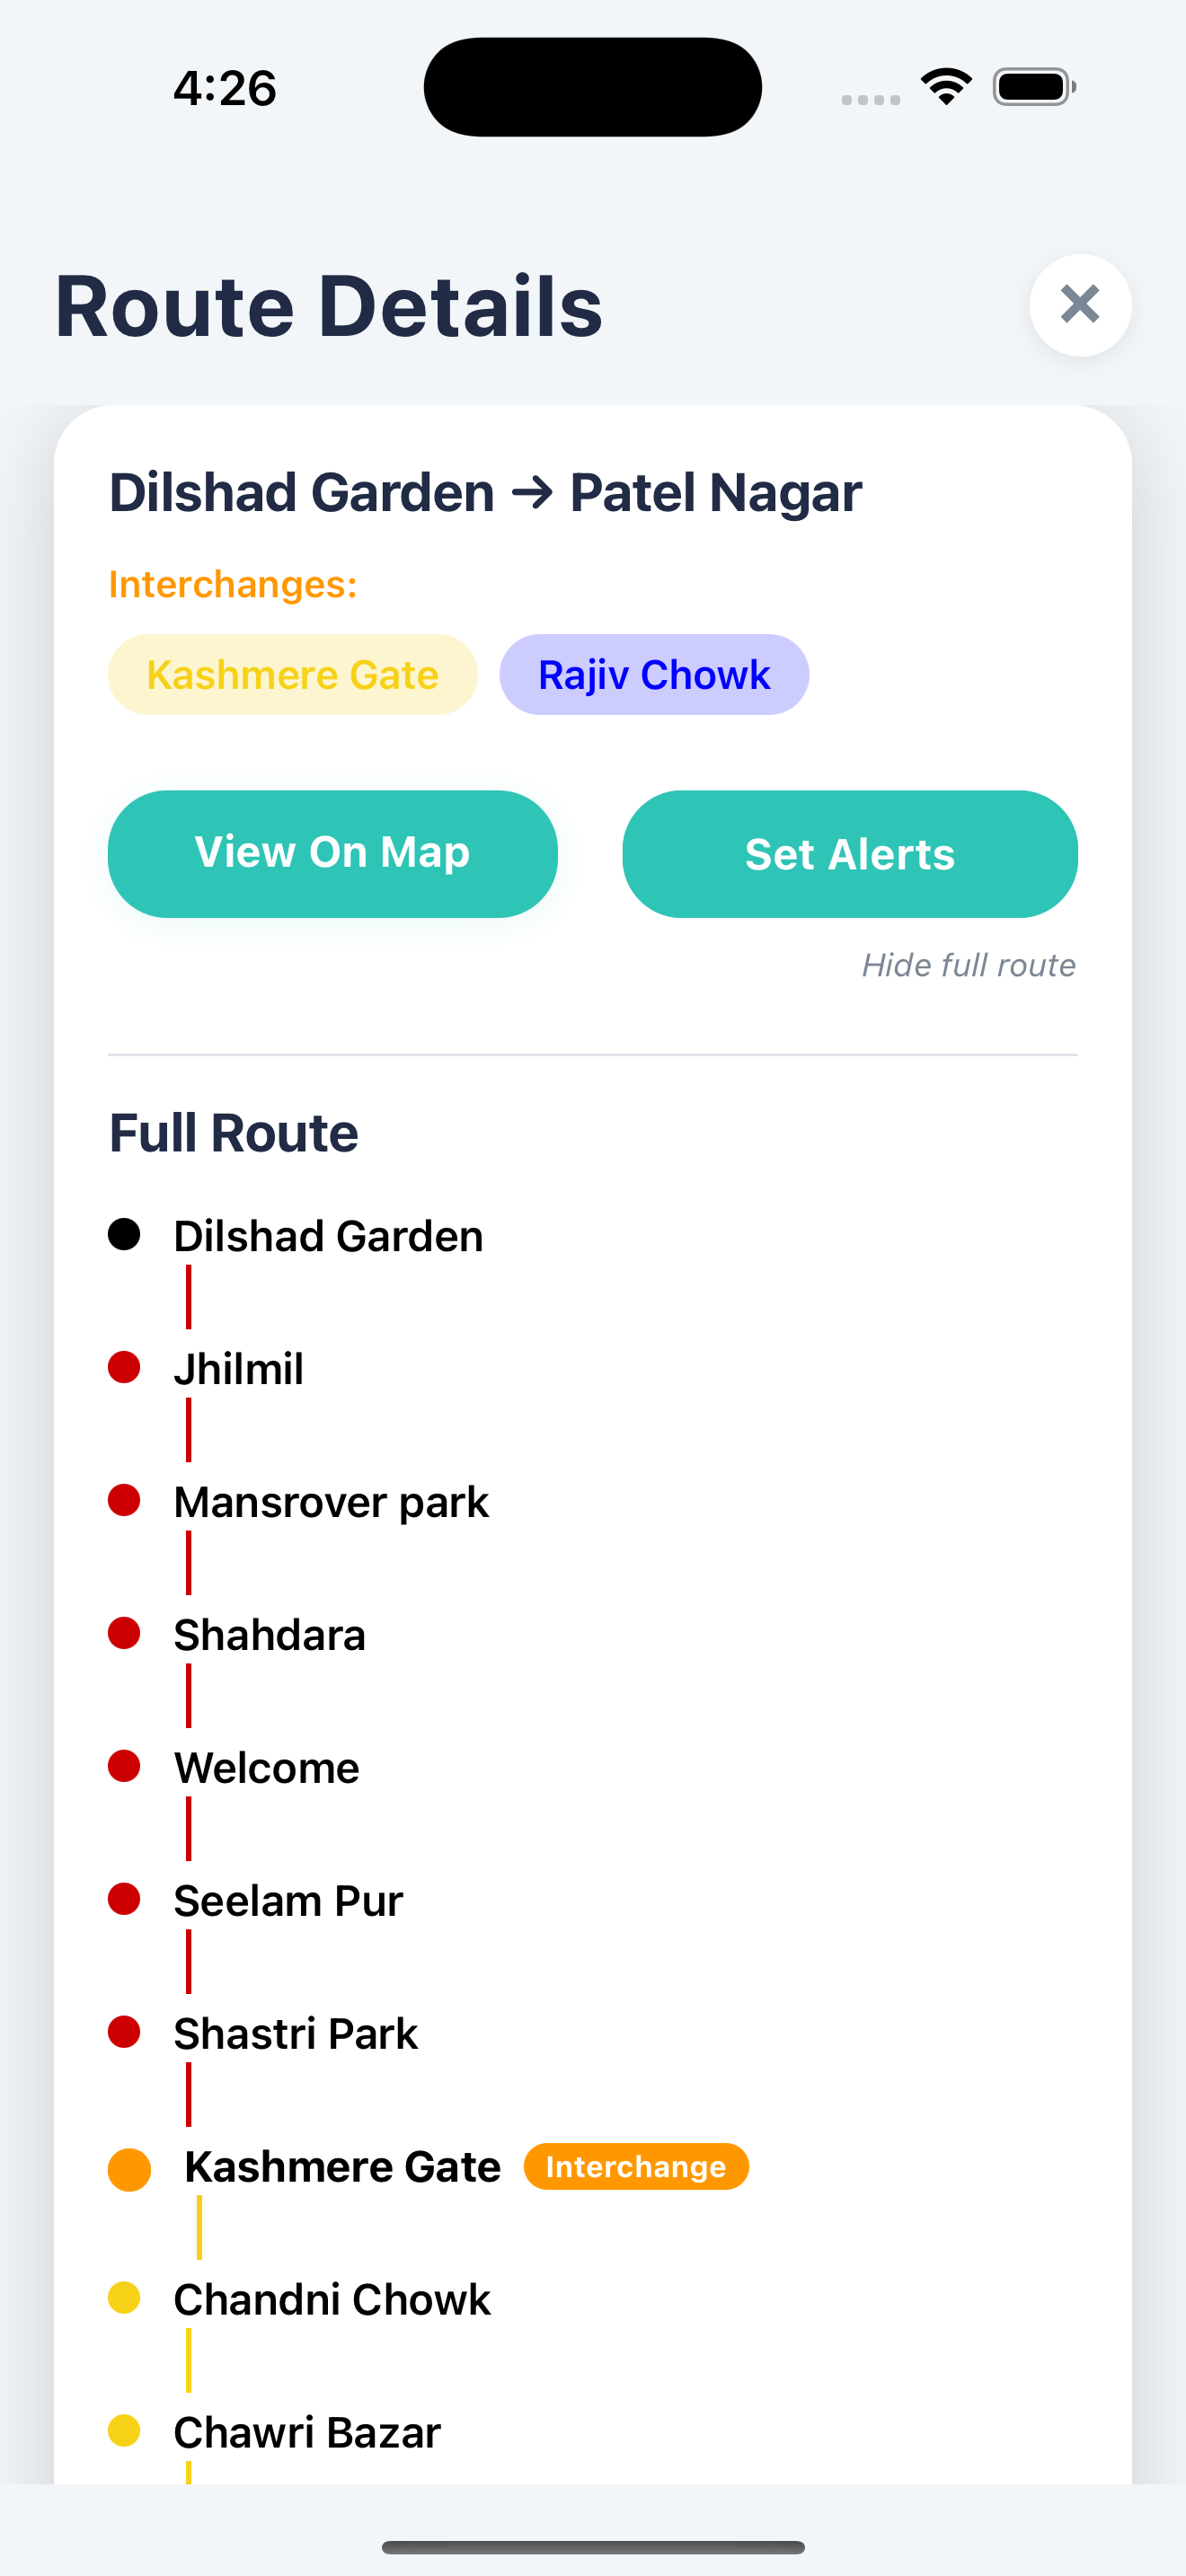 4:26
Route Details
Dilshad Garden → Patel Nagar
Interchanges:
Kashmere Gate Rajiv Chowk
View On Map Set Alerts
Hide full route
Full Route
Dilshad Garden
Jhilmil
Mansrover park
Shahdara
Welcome
Seelam Pur
Shastri Park
Kashmere Gate Interchange
Chandni Chowk
Chawri Bazar